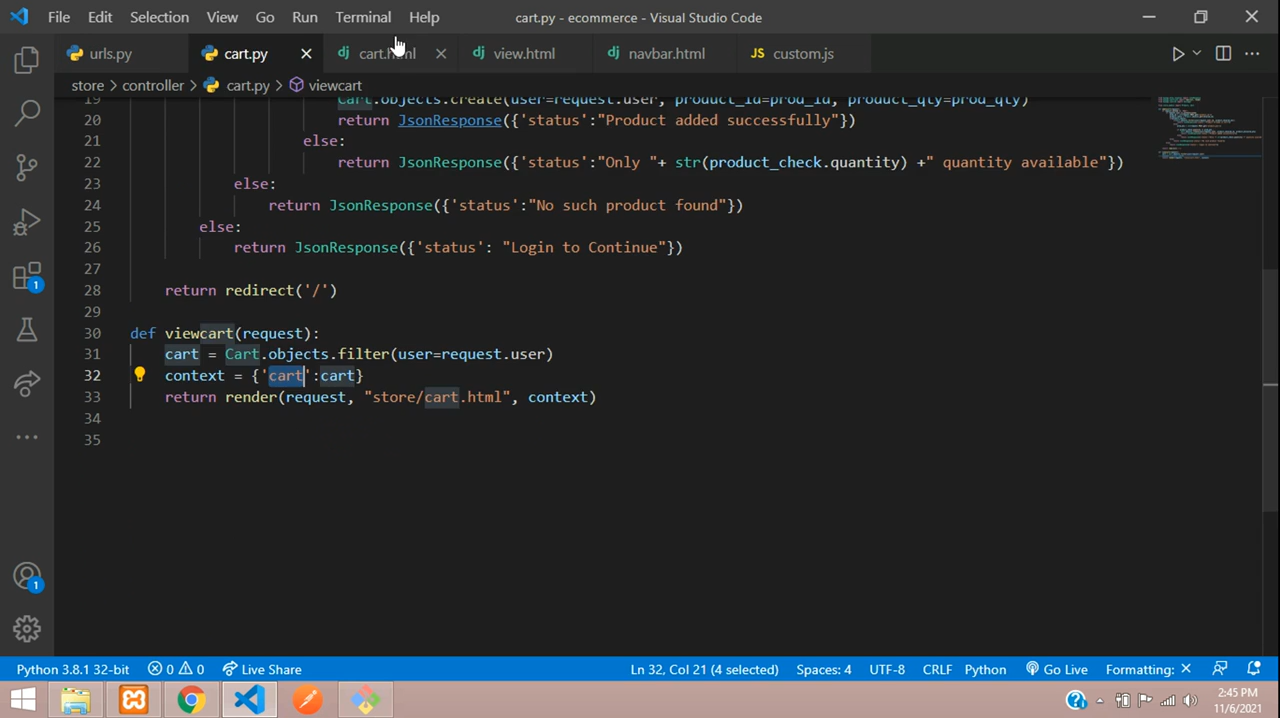 File Edit Selection View Go Run Terminal Help cart.py - ecommerce - Visual Studio Code
urls.py cart.py cart.html view.html navbar.html JS custom.js
store > controller > cart.py > viewcart
19 Cart.objects.create(user=request.user, product_id=prod_id, product_qty=prod_qty)
20 return JsonResponse({'status':"Product added successfully"})
21 else:
22 return JsonResponse({'status':"Only "+ str(product_check.quantity) +" quantity available"})
23 else:
24 return JsonResponse({'status':"No such product found"})
25 else:
26 return JsonResponse({'status': "Login to Continue"})
27
28 return redirect('/')
29
30 def viewcart(request):
31 cart = Cart.objects.filter(user=request.user)
32 context = {'cart':cart}
33 return render(request, "store/cart.html", context)
34
35
1
1
Python 3.8.1 32-bit 0 0 Live Share Ln 32, Col 21 (4 selected) Spaces: 4 UTF-8 CRLF Python Go Live Formatting: ×
2:45 PM
11/6/2021